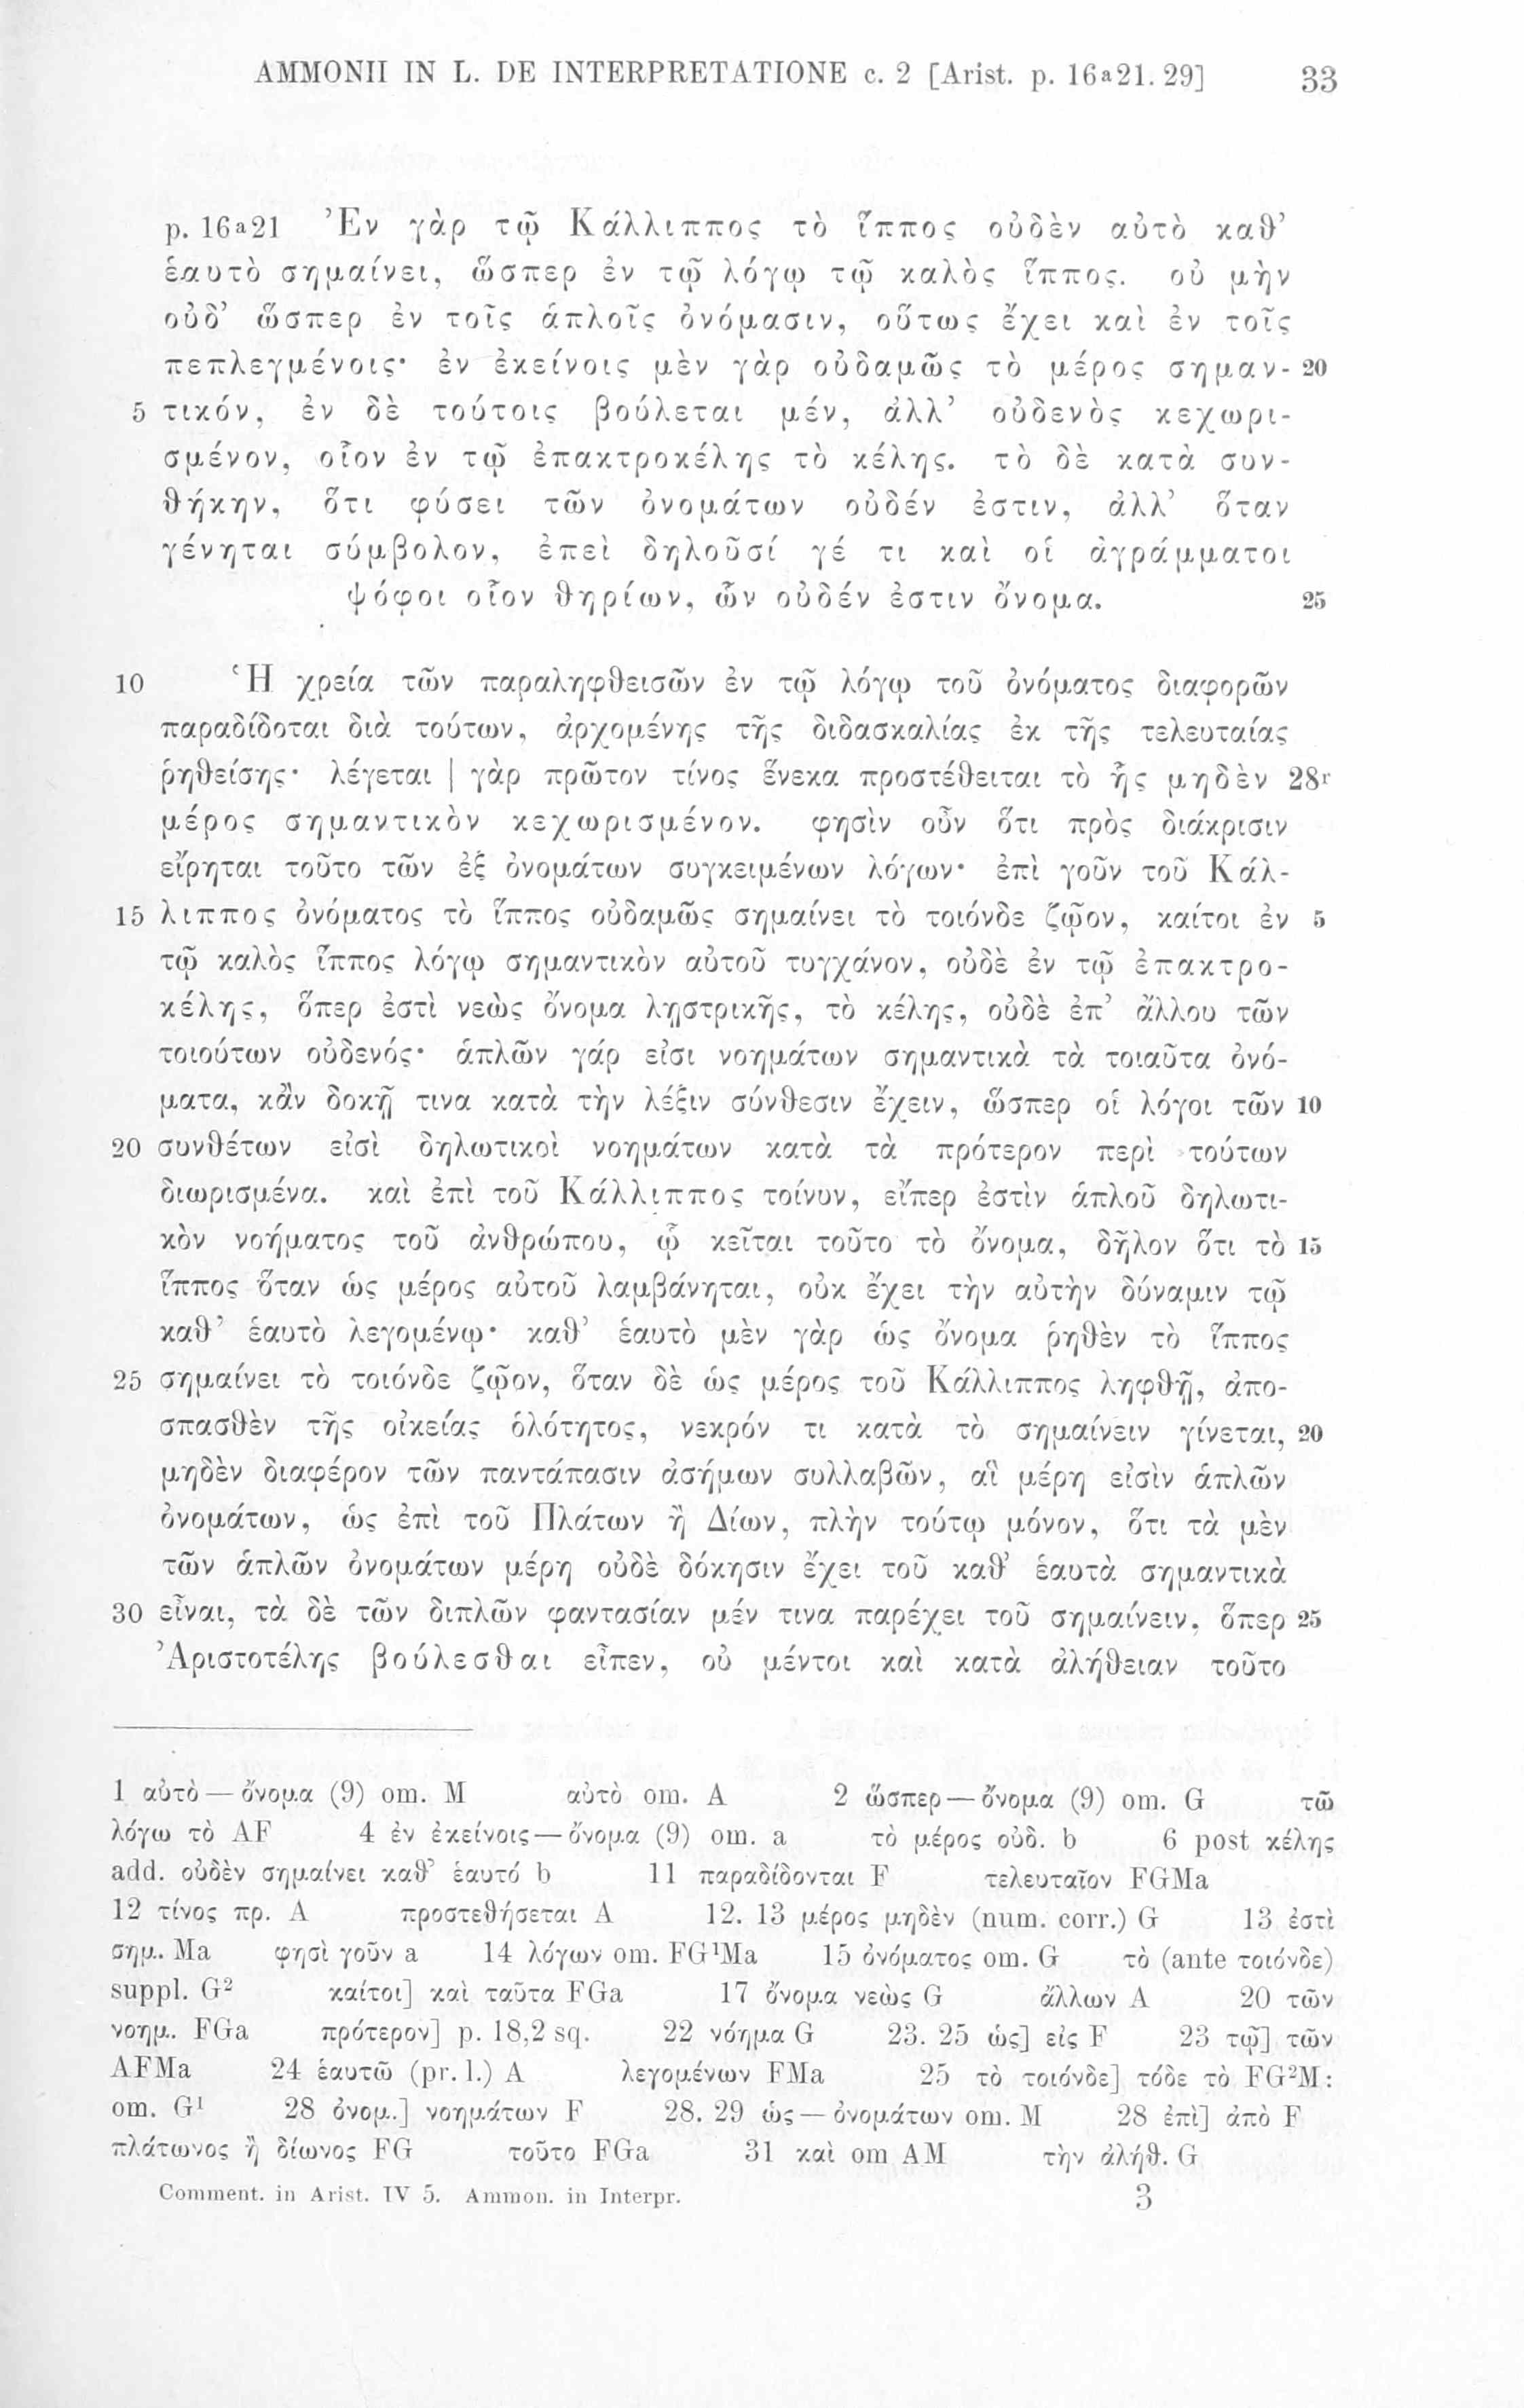 AMMONII IN L. DE INTERPRETATIONE c. 2 [Arist. p. 16a21. 29] 33
p. 16a21 Ἐν γὰρ τῷ Κάλλιππος τὸ ἵππος οὐδὲν αὐτὸ καθ’
ἑαυτὸ σημαίνει, ὥσπερ ἐν τῷ λόγῳ τῷ καλὸς ἵππος. οὐ μὴν
οὐδ’ ὥσπερ ἐν τοῖς ἁπλοῖς ὀνόμασιν, οὕτως ἔχει καὶ ἐν τοῖς
πεπλεγμένοις· ἐν ἐκείνοις μὲν γὰρ οὐδαμῶς τὸ μέρος σημαν- 20
5 τικόν, ἐν δὲ τούτοις βούλεται μέν, ἀλλ’ οὐδενὸς κεχωρι-
σμένον, οἷον ἐν τῷ ἐπακτροκέλης τὸ κέλης. τὸ δὲ κατὰ συν-
θήκην, ὅτι φύσει τῶν ὀνομάτων οὐδέν ἐστιν, ἀλλ’ ὅταν
γένηται σύμβολον, ἐπεὶ δηλοῦσί γέ τι καὶ οἱ ἀγράμματοι
ψόφοι οἷον θηρίων, ὧν οὐδέν ἐστιν ὄνομα. 25
10 Ἡ χρεία τῶν παραληφθεισῶν ἐν τῷ λόγῳ τοῦ ὀνόματος διαφορῶν
παραδίδοται διὰ τούτων, ἀρχομένης τῆς διδασκαλίας ἐκ τῆς τελευταίας
ῥηθείσης· λέγεται | γὰρ πρῶτον τίνος ἕνεκα προστέθειται τὸ ἧς μηδὲν 28r
μέρος σημαντικὸν κεχωρισμένον. φησὶν οὖν ὅτι πρὸς διάκρισιν
εἴρηται τοῦτο τῶν ἐξ ὀνομάτων συγκειμένων λόγων· ἐπὶ γοῦν τοῦ Κάλ-
15 λιππος ὀνόματος τὸ ἵππος οὐδαμῶς σημαίνει τὸ τοιόνδε ζῷον, καίτοι ἐν 5
τῷ καλὸς ἵππος λόγῳ σημαντικὸν αὐτοῦ τυγχάνον, οὐδὲ ἐν τῷ ἐπακτρο-
κέλης, ὅπερ ἐστὶ νεὼς ὄνομα λῃστρικῆς, τὸ κέλης, οὐδὲ ἐπ’ ἄλλου τῶν
τοιούτων οὐδενός· ἁπλῶν γάρ εἰσι νοημάτων σημαντικὰ τὰ τοιαῦτα ὀνό-
ματα, κἂν δοκῇ τινα κατὰ τὴν λέξιν σύνθεσιν ἔχειν, ὥσπερ οἱ λόγοι τῶν 10
20 συνθέτων εἰσὶ δηλωτικοὶ νοημάτων κατὰ τὰ πρότερον περὶ τούτων
διωρισμένα. καὶ ἐπὶ τοῦ Κάλλιππος τοίνυν, εἴπερ ἐστὶν ἁπλοῦ δηλωτι-
κὸν νοήματος τοῦ ἀνθρώπου, ᾧ κεῖται τοῦτο τὸ ὄνομα, δῆλον ὅτι τὸ 15
ἵππος ὅταν ὡς μέρος αὐτοῦ λαμβάνηται, οὐκ ἔχει τὴν αὐτὴν δύναμιν τῷ
καθ’ ἑαυτὸ λεγομένῳ· καθ’ ἑαυτὸ μὲν γὰρ ὡς ὄνομα ῥηθὲν τὸ ἵππος
25 σημαίνει τὸ τοιόνδε ζῷον, ὅταν δὲ ὡς μέρος τοῦ Κάλλιππος ληφθῇ, ἀπο-
σπασθὲν τῆς οἰκείας ὁλότητος, νεκρόν τι κατὰ τὸ σημαίνειν γίνεται, 20
μηδὲν διαφέρον τῶν παντάπασιν ἀσήμων συλλαβῶν, αἳ μέρη εἰσὶν ἁπλῶν
ὀνομάτων, ὡς ἐπὶ τοῦ Πλάτων ἢ Δίων, πλὴν τούτῳ μόνον, ὅτι τὰ μὲν
τῶν ἁπλῶν ὀνομάτων μέρη οὐδὲ δόκησιν ἔχει τοῦ καθ’ ἑαυτὰ σημαντικὰ
30 εἶναι, τὰ δὲ τῶν διπλῶν φαντασίαν μέν τινα παρέχει τοῦ σημαίνειν, ὅπερ 25
Ἀριστοτέλης βούλεσθαι εἶπεν, οὐ μέντοι καὶ κατὰ ἀλήθειαν τοῦτο
1 αὐτὸ — ὄνομα (9) om. M αὐτὸ om. A 2 ὥσπερ — ὄνομα (9) om. G τῶ
λόγω τὸ AF 4 ἐν ἐκείνοις — ὄνομα (9) om. a τὸ μέρος οὐδ. b 6 post κέλης
add. οὐδὲν σημαίνει καθ’ ἑαυτό b 11 παραδίδονται F τελευταῖον FGMa
12 τίνος πρ. A προστεθήσεται A 12. 13 μέρος μηδὲν (num. corr.) G 13 ἐστὶ
σημ. Ma φησὶ γοῦν a 14 λόγων om. FG¹Ma 15 ὀνόματος om. G τὸ (ante τοιόνδε)
suppl. G² καίτοι] καὶ ταῦτα FGa 17 ὄνομα νεὼς G ἄλλων A 20 τῶν
νοημ. FGa πρότερον] p. 18,2 sq. 22 νόημα G 23. 25 ὡς] εἰς F 23 τῷ] τῶν
AFMa 24 ἑαυτῶ (pr. l.) A λεγομένων FMa 25 τὸ τοιόνδε] τόδε τὸ FG²M:
om. G¹ 28 ὀνομ.] νοημάτων F 28. 29 ὡς — ὀνομάτων om. M 28 ἐπὶ] ἀπὸ F
πλάτωνος ἢ δίωνος FG τοῦτο FGa 31 καὶ om AM τὴν ἀλήθ. G
Comment. in Arist. IV 5. Ammon. in Interpr. 3